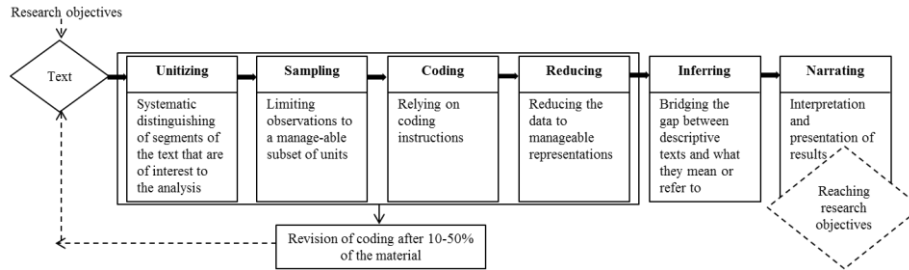 Research objectives
Text
Unitizing
Systematic
distinguishing
of segments of
the text that are
of interest to
the analysis
Sampling
Limiting
observations to
a manage-able
subset of units
Coding
Relying on
coding
instructions
Reducing
Reducing the
data to
manageable
representations
Inferring
Bridging the
gap between
descriptive
texts and what
they mean or
refer to
Narrating
Interpretation
and
presentation of
results
Reaching
research
objectives
Revision of coding after 10-50%
of the material